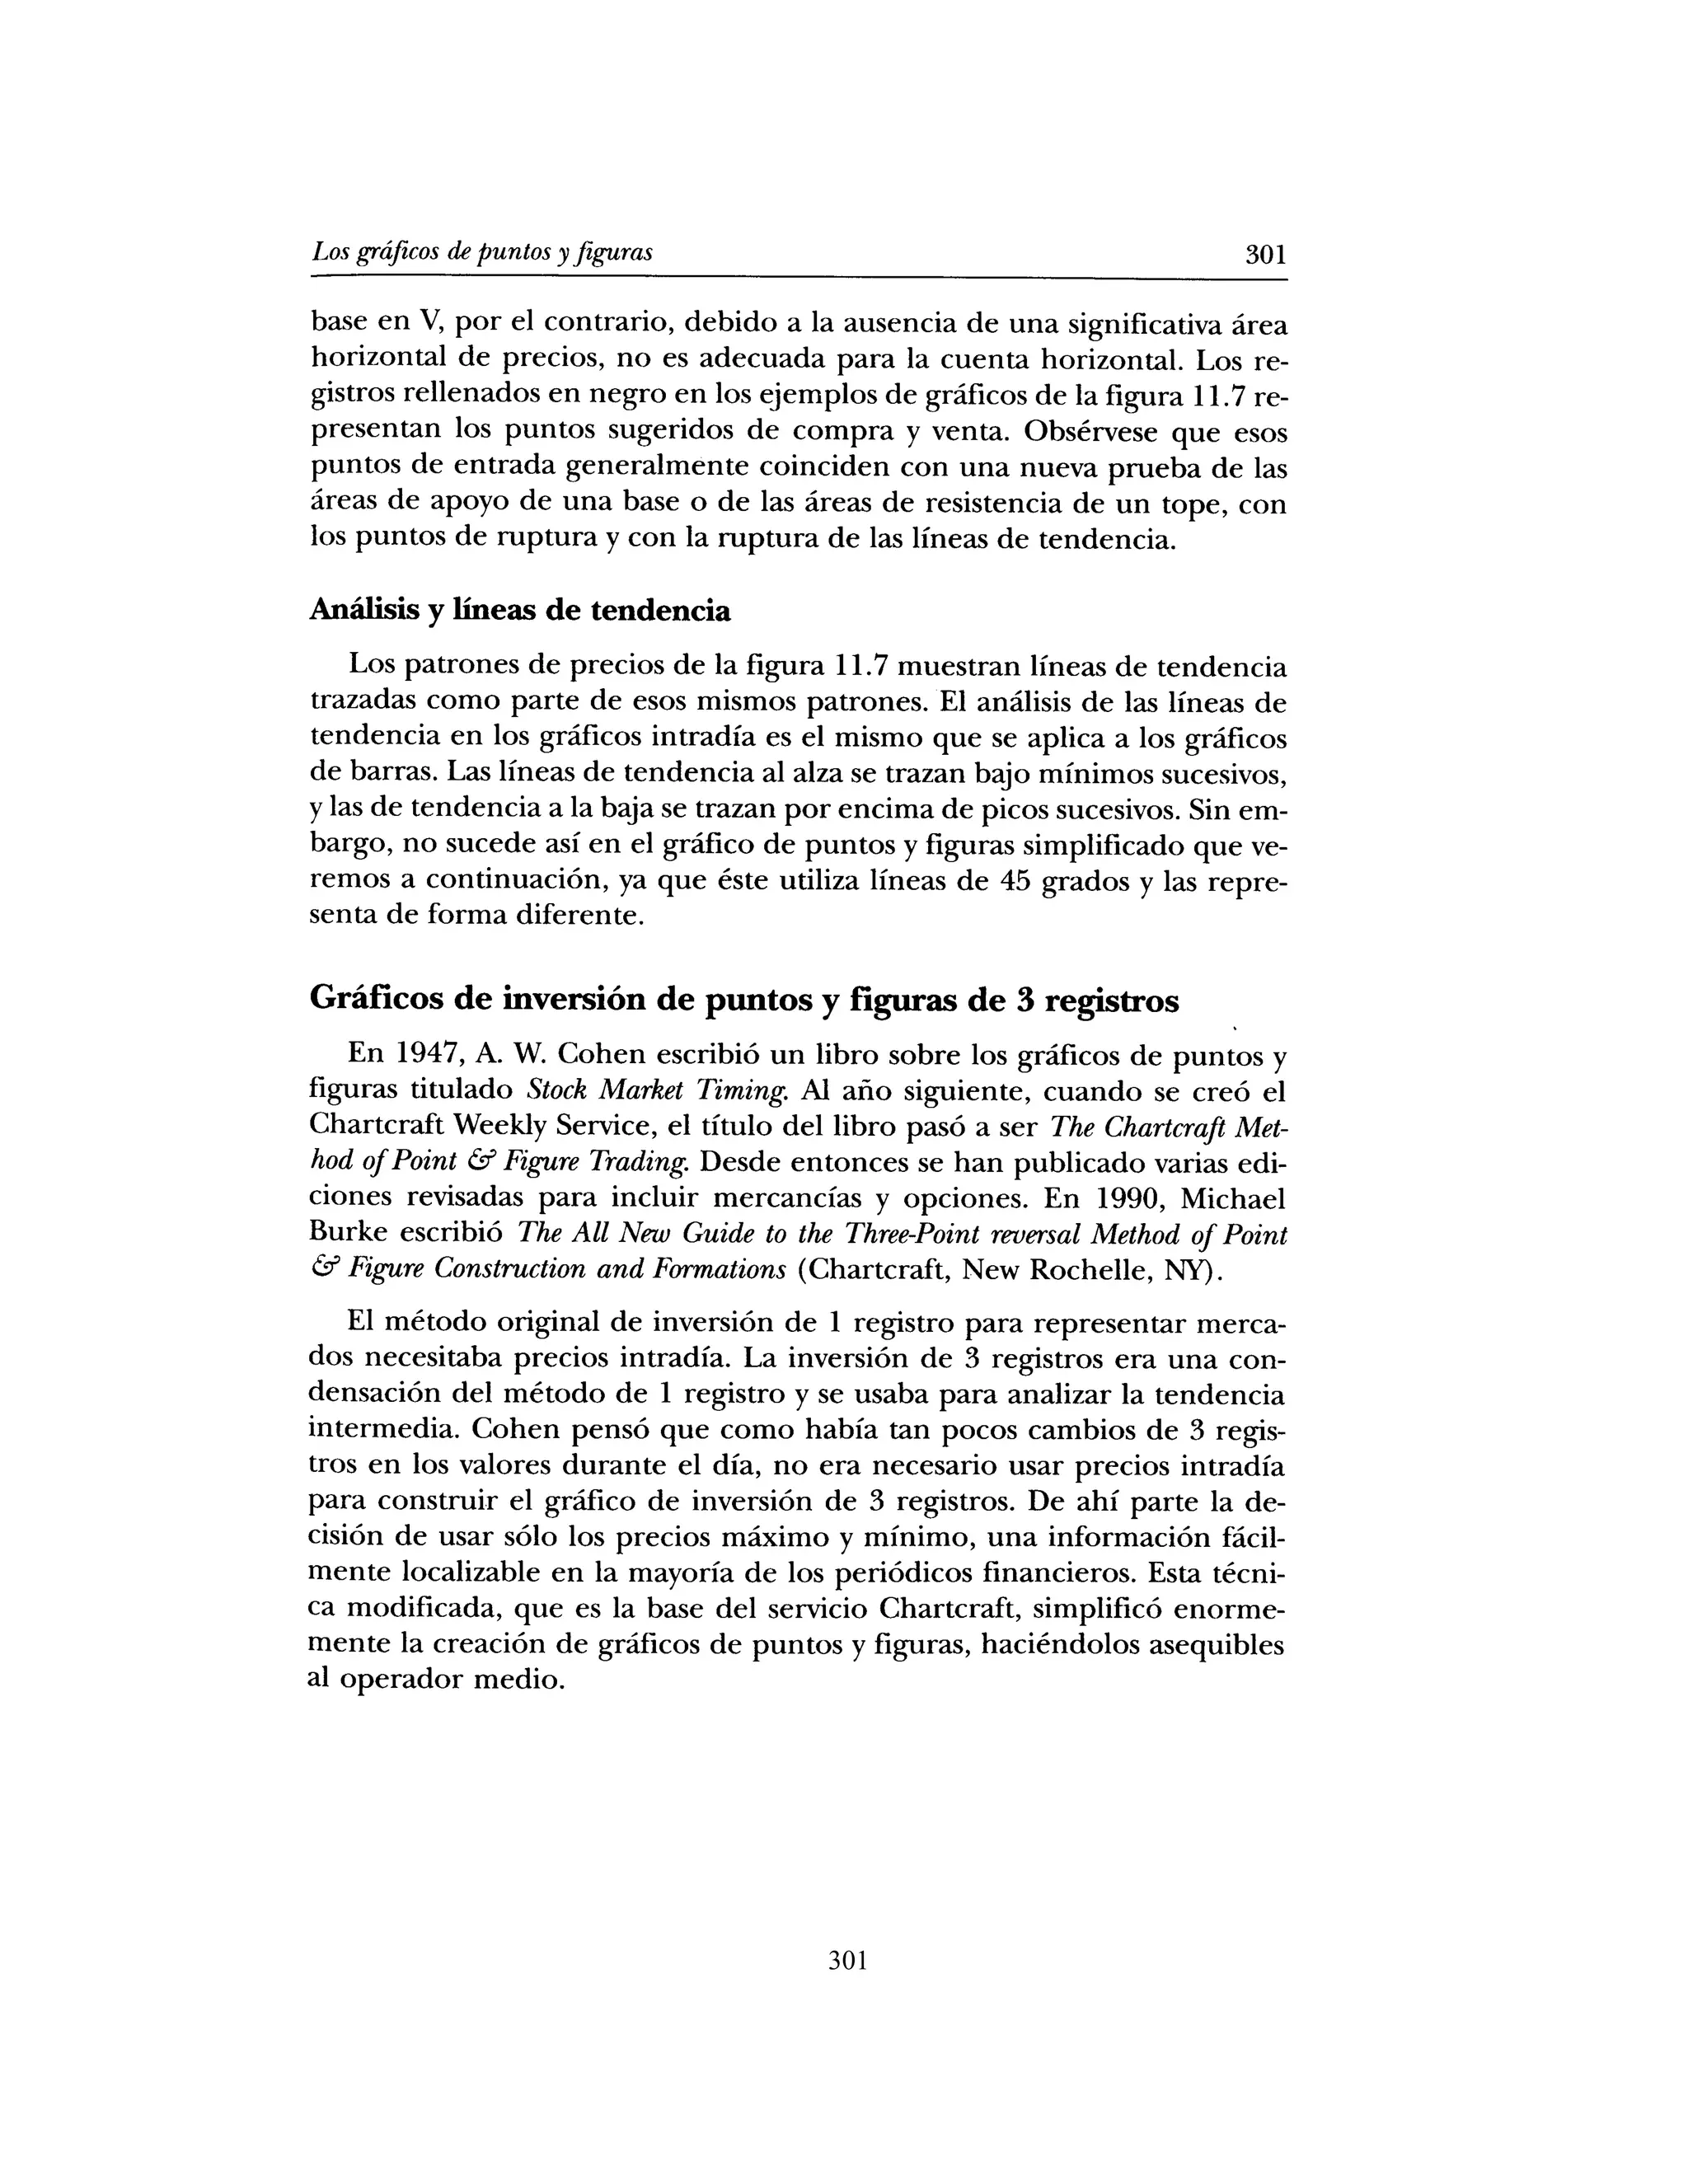 Los gráficos de puntos y figuras 301
base en V, por el contrario, debido a la ausencia de una significativa área
horizontal de precios, no es adecuada para la cuenta horizontal. Los re-
gistros rellenados en negro en los ejemplos de gráficos de la figura 11.7 re-
presentan los puntos sugeridos de compra y venta. Obsérvese que esos
puntos de entrada generalmente coinciden con una nueva prueba de las
áreas de apoyo de una base o de las áreas de resistencia de un tope, con
los puntos de ruptura y con la ruptura de las líneas de tendencia.
Análisis y líneas de tendencia
Los patrones de precios de la figura 11.7 muestran líneas de tendencia
trazadas como parte de esos mismos patrones. El análisis de las líneas de
tendencia en los gráficos intradía es el mismo que se aplica a los gráficos
de barras. Las líneas de tendencia al alza se trazan bajo mínimos sucesivos,
y las de tendencia a la baja se trazan por encima de picos sucesivos. Sin em-
bargo, no sucede así en el gráfico de puntos y figuras simplificado que ve-
remos a continuación, ya que éste utiliza líneas de 45 grados y las repre-
senta de forma diferente.
Gráficos de inversión de puntos y figuras de 3 registros
En 1947, A. W. Cohen escribió un libro sobre los gráficos de puntos y
figuras titulado Stock Market Timing. Al año siguiente, cuando se creó el
Chartcraft Weekly Service, el título del libro pasó a ser The Chartcraft Met-
hod of Point & Figure Trading. Desde entonces se han publicado varias edi-
ciones revisadas para incluir mercancías y opciones. En 1990, Michael
Burke escribió The All New Guide to the Three-Point reversal Method of Point
& Figure Construction and Formations (Chartcraft, New Rochelle, NY).
El método original de inversión de 1 registro para representar merca-
dos necesitaba precios intradía. La inversión de 3 registros era una con-
densación del método de 1 registro y se usaba para analizar la tendencia
intermedia. Cohen pensó que como había tan pocos cambios de 3 regis-
tros en los valores durante el día, no era necesario usar precios intradía
para construir el gráfico de inversión de 3 registros. De ahí parte la de-
cisión de usar sólo los precios máximo y mínimo, una información fácil-
mente localizable en la mayoría de los periódicos financieros. Esta técni-
ca modificada, que es la base del servicio Chartcraft, simplificó enorme-
mente la creación de gráficos de puntos y figuras, haciéndolos asequibles
al operador medio.
301